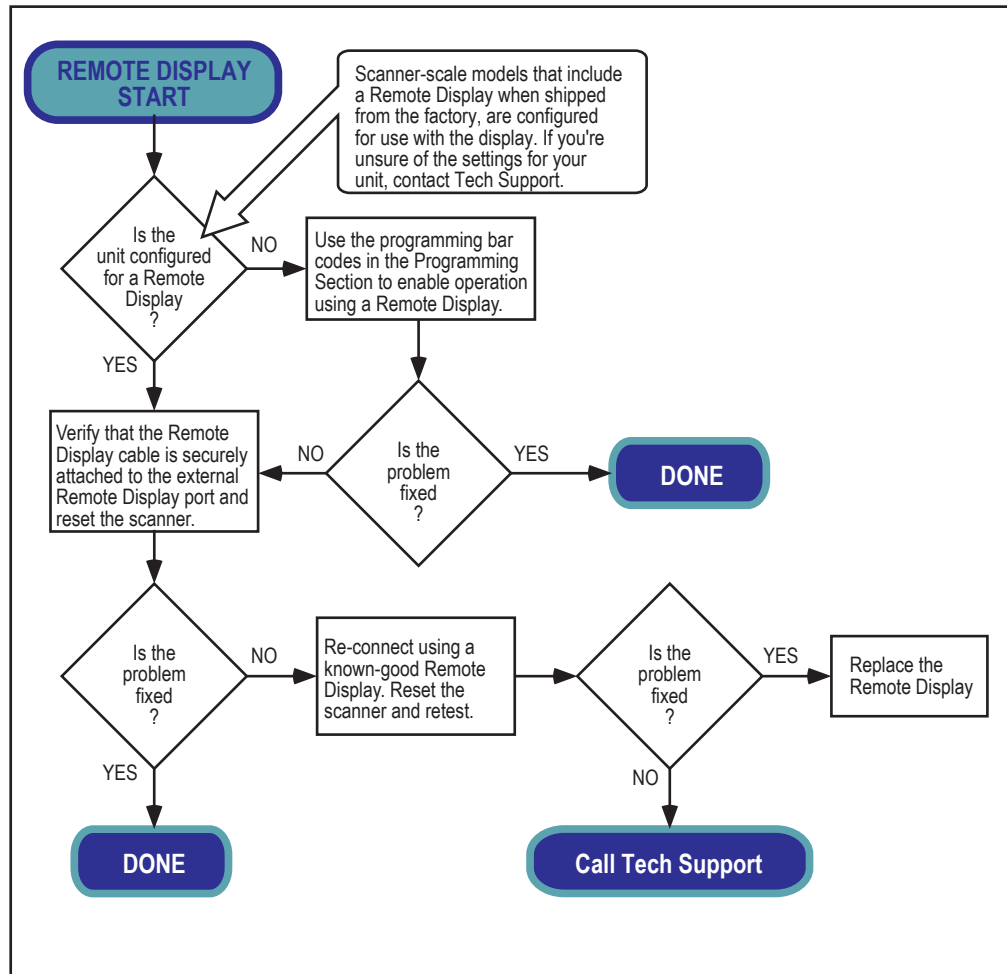 REMOTE DISPLAY
START
Scanner-scale models that include
a Remote Display when shipped
from the factory, are configured
for use with the display. If you're
unsure of the settings for your
unit, contact Tech Support.
Is the
unit configured
for a Remote
Display
?
NO
Use the programming bar
codes in the Programming
Section to enable operation
using a Remote Display.
YES
Verify that the Remote
Display cable is securely
attached to the external
Remote Display port and
reset the scanner.
NO
Is the
problem
fixed
?
YES
DONE
Is the
problem
fixed
?
NO
Re-connect using a
known-good Remote
Display. Reset the
scanner and retest.
Is the
problem
fixed
?
YES
Replace the
Remote Display
YES
NO
DONE
Call Tech Support